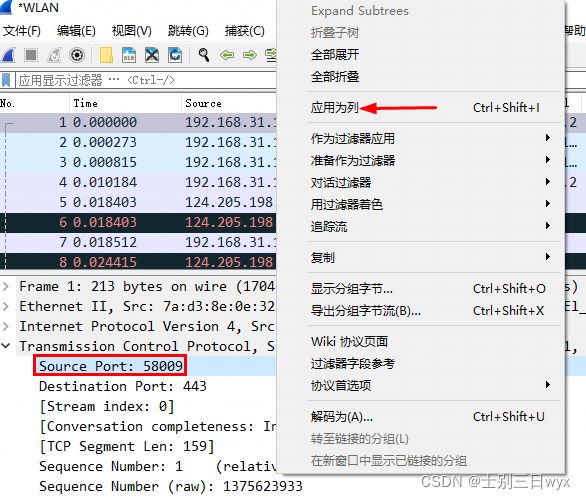 *WLAN
文件(F) 编辑(E) 视图(V) 跳转(G) 捕获(C) 帮助
应用显示过滤器 … <Ctrl-/>
No. Time Source
1 0.000000 192.168.31.1 .2
2 0.000273 192.168.31.1
3 0.000815 192.168.31.1
4 0.010184 192.168.31.1 .2
5 0.018403 124.205.198
6 0.018403 124.205.198
7 0.018512 192.168.31.1 .2
8 0.024415 124.205.198
Frame 1: 213 bytes on wire (1704 s)
Ethernet II, Src: 7a:d3:8e:0e:32 El_
Internet Protocol Version 4,
Transmission Control Protocol, S 1,
Source Port: 58009
Destination Port: 443
[Stream index: 0]
[Conversation completeness: In
[TCP Segment Len: 159]
Sequence Number: 1 (relativ
Sequence Number (raw): 1375623933
Expand Subtrees
折叠子树
全部展开
全部折叠
应用为列 Ctrl+Shift+I
作为过滤器应用
准备作为过滤器
对话过滤器
用过滤器着色
追踪流
复制
显示分组字节... Ctrl+Shift+O
导出分组字节流(B)... Ctrl+Shift+X
Wiki 协议页面
过滤器字段参考
协议首选项
解码为(A)... Ctrl+Shift+U
转至链接的分组(L)
在新窗口中显示已链接的分组
CSDN @士别三日wyx